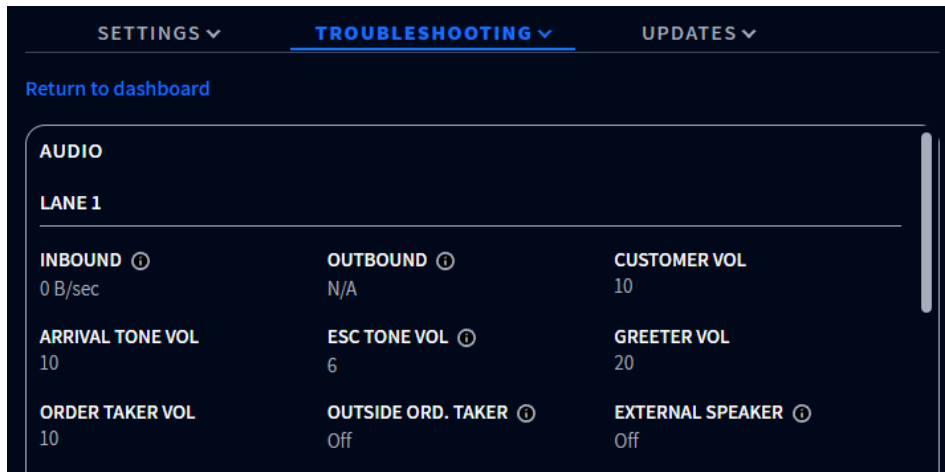 SETTINGS TROUBLESHOOTING UPDATES
Return to dashboard
AUDIO
LANE 1
INBOUND OUTBOUND CUSTOMER VOL
0 B/sec N/A 10
ARRIVAL TONE VOL ESC TONE VOL GREETER VOL
10 6 20
ORDER TAKER VOL OUTSIDE ORD. TAKER EXTERNAL SPEAKER
10 Off Off